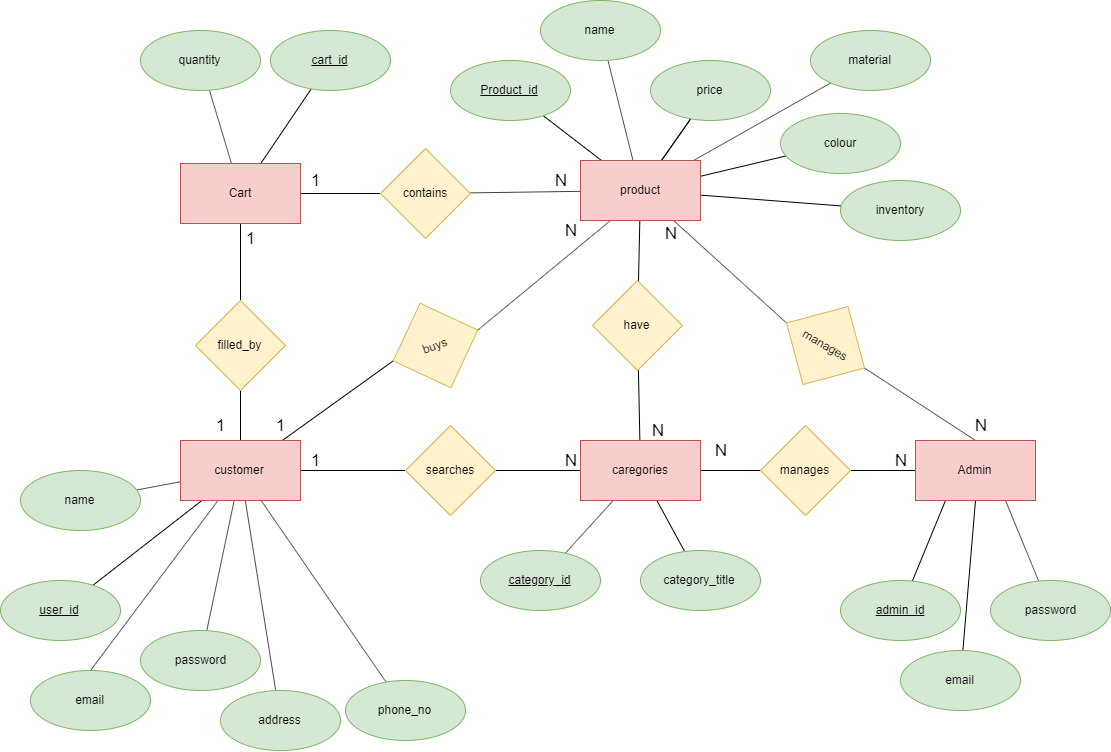 name
quantity
cart_id
material
Product_id
price
colour
Cart
1
contains
N
product
inventory
N
N
1
filled_by
buys
have
manages
1
1
N
N
N
customer
1
searches
N
caregories
manages
N
Admin
name
category_id
category_title
user_id
admin_id
password
password
email
email
address
phone_no